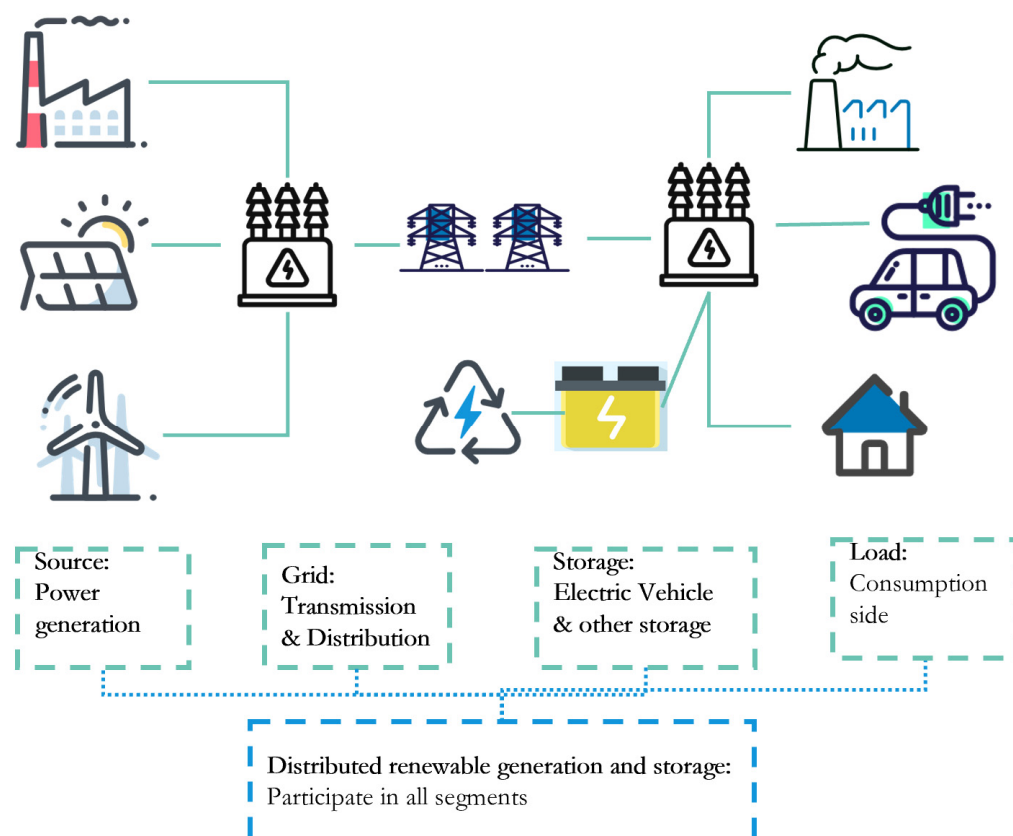 Source:
Power
generation
Grid:
Transmission
& Distribution
Storage:
Electric Vehicle
& other storage
Load:
Consumption
side
Distributed renewable generation and storage:
Participate in all segments